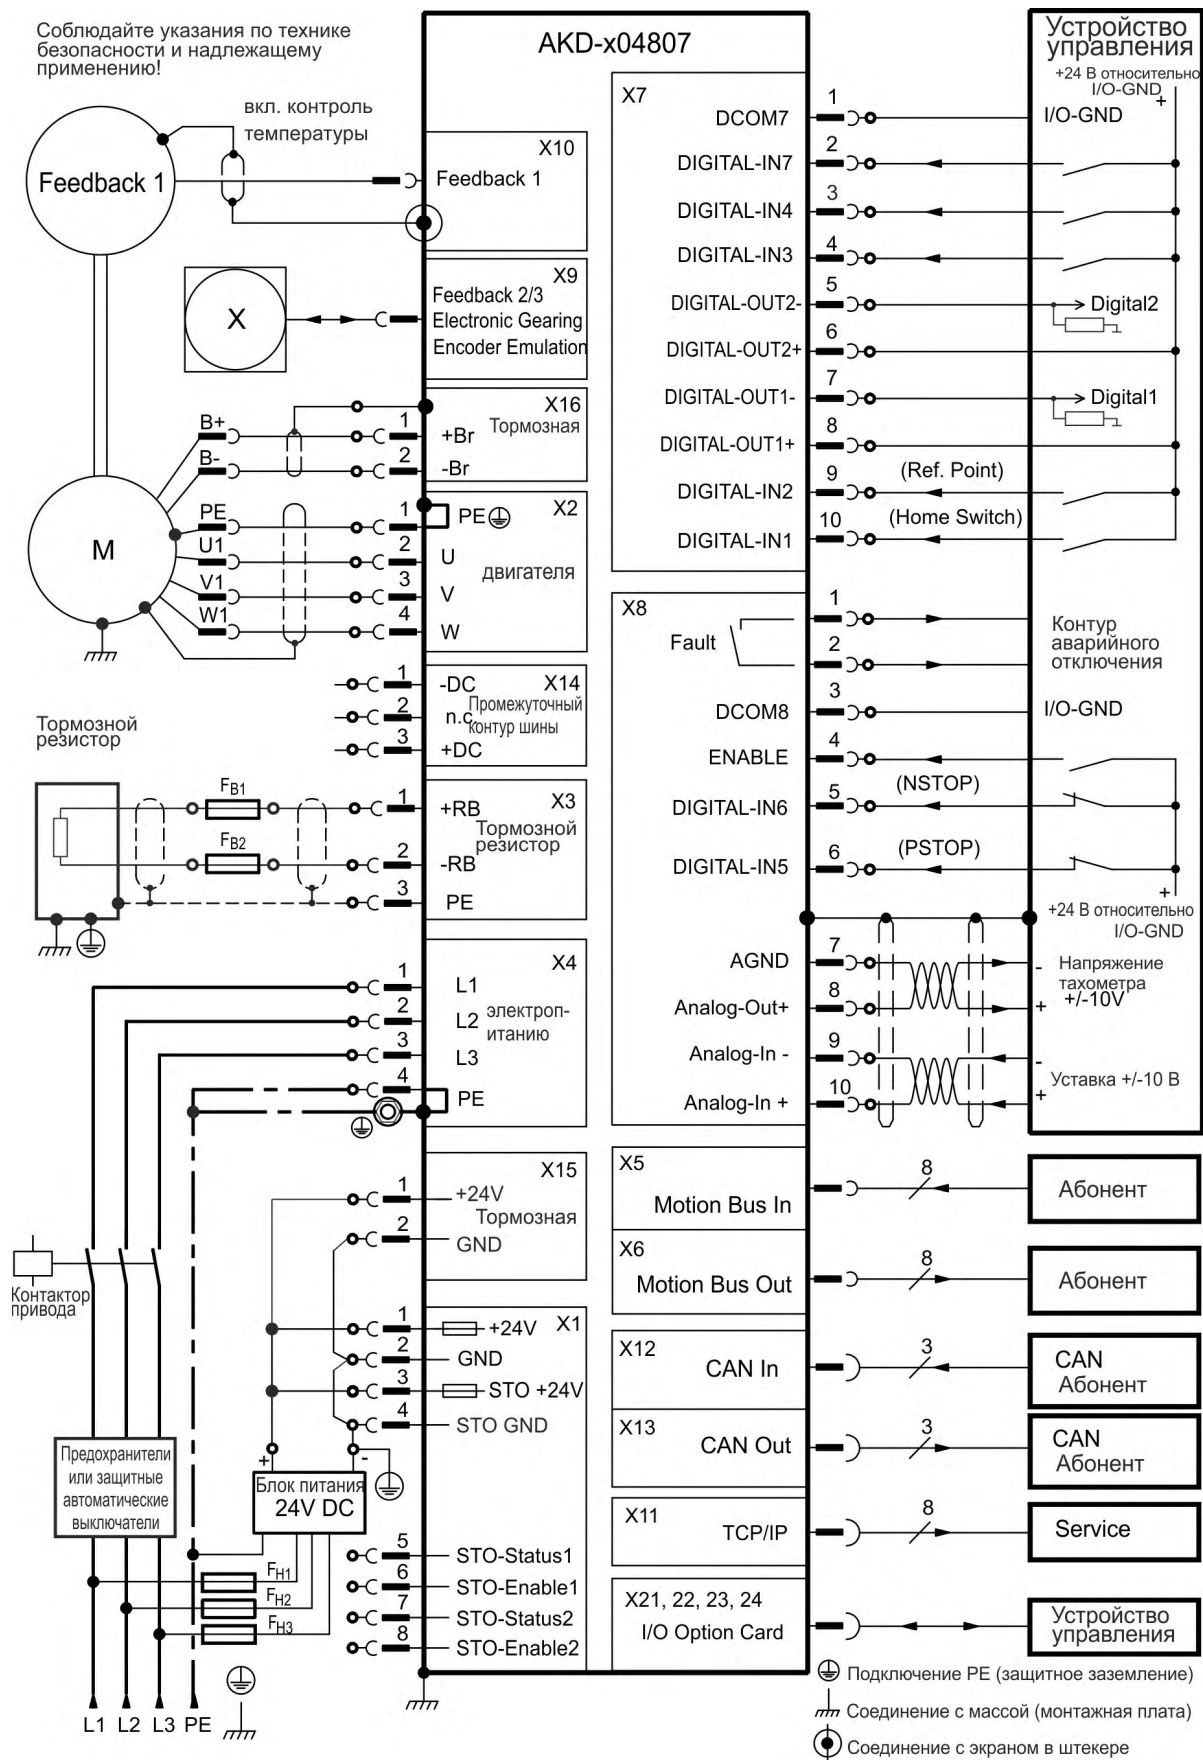 Соблюдайте указания по технике
безопасности и надлежащему
применению!
AKD-x04807
Устройство
управления
+24 В относительно
I/O-GND
+
вкл. контроль
температуры
Feedback 1
X10
Feedback 1
X9
Feedback 2/3
Electronic Gearing
Encoder Emulation
X
X16
Тормозная
B+
1
+Br
B-
2
-Br
X2
двигателя
M
PE
1
PE
U1
2
U
V1
3
V
W1
4
W
X14
Промежуточный
контур шины
1
-DC
2
n.c.
3
+DC
Тормозной
резистор
X3
Тормозной
резистор
FB1
1
+RB
FB2
2
-RB
3
PE
X4
электроп-
итанию
1
L1
2
L2
3
L3
4
PE
X15
Тормозная
1
+24V
2
GND
Контактор
привода
X1
1
+24V
2
GND
3
STO +24V
4
STO GND
+
-
Предохранители
или защитные
автоматические
выключатели
Блок питания
24V DC
5
STO-Status1
6
STO-Enable1
7
STO-Status2
8
STO-Enable2
FH1
FH2
FH3
L1 L2 L3 PE
X7
DCOM7
1
I/O-GND
DIGITAL-IN7
2
DIGITAL-IN4
3
DIGITAL-IN3
4
DIGITAL-OUT2-
5
Digital2
DIGITAL-OUT2+
6
DIGITAL-OUT1-
7
Digital1
DIGITAL-OUT1+
8
DIGITAL-IN2
9
(Ref. Point)
DIGITAL-IN1
10
(Home Switch)
X8
Fault
1
2
Контур
аварийного
отключения
DCOM8
3
I/O-GND
ENABLE
4
DIGITAL-IN6
5
(NSTOP)
DIGITAL-IN5
6
(PSTOP)
+
+24 В относительно
I/O-GND
AGND
7
-
Analog-Out+
8
+
Напряжение
тахометра
+/-10V
Analog-In -
9
-
Analog-In +
10
+
Уставка +/-10 В
X5
Motion Bus In
8
Абонент
X6
Motion Bus Out
8
Абонент
X12
CAN In
3
CAN
Абонент
X13
CAN Out
3
CAN
Абонент
X11
TCP/IP
8
Service
X21, 22, 23, 24
I/O Option Card
Устройство
управления
Подключение PE (защитное заземление)
Соединение с массой (монтажная плата)
Соединение с экраном в штекере